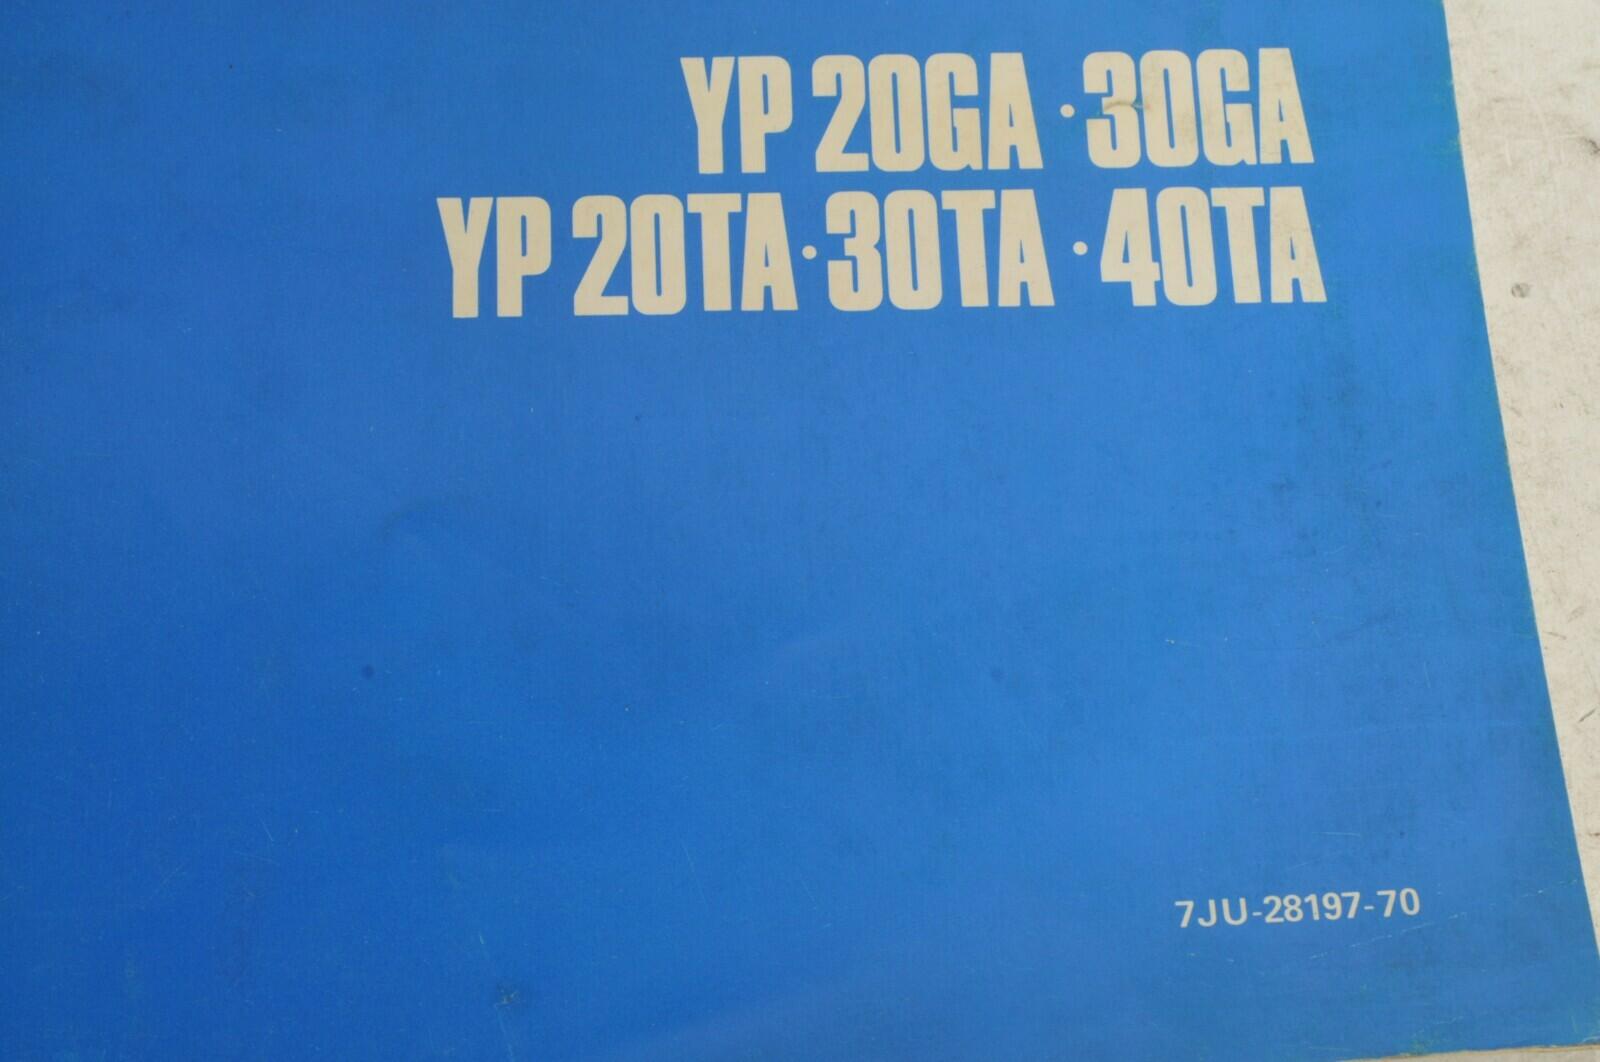 YP 20GA · 30GA
YP 20TA · 30TA · 40TA
7JU-28197-70